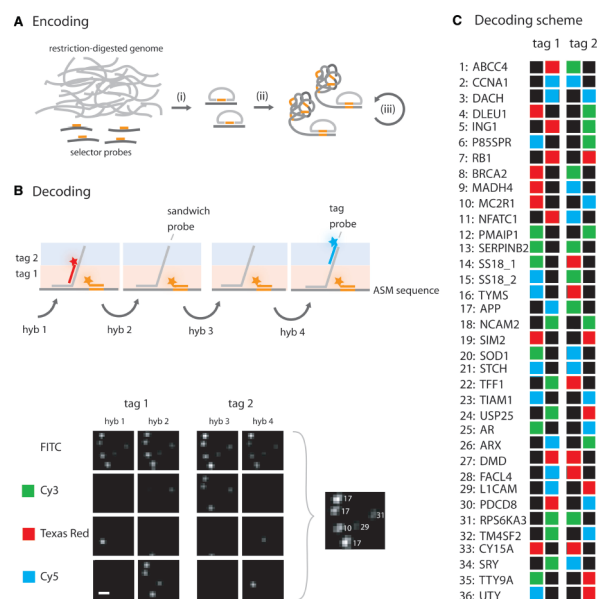 A Encoding
restriction-digested genome
(i)
(ii)
(iii)
selector probes
B Decoding
sandwich
probe
tag
probe
tag 2
tag 1
ASM sequence
hyb 1
hyb 2
hyb 3
hyb 4
tag 1
tag 2
hyb 1
hyb 2
hyb 3
hyb 4
FITC
Cy3
Texas Red
Cy5
17
17
31
10
29
17
C Decoding scheme
tag 1 tag 2
1: ABCC4
2: CCNA1
3: DACH
4: DLEU1
5: ING1
6: P85SPR
7: RB1
8: BRCA2
9: MADH4
10: MC2R1
11: NFATC1
12: PMAIP1
13: SERPINB2
14: SS18_1
15: SS18_2
16: TYMS
17: APP
18: NCAM2
19: SIM2
20: SOD1
21: STCH
22: TFF1
23: TIAM1
24: USP25
25: AR
26: ARX
27: DMD
28: FACL4
29: L1CAM
30: PDCD8
31: RPS6KA3
32: TM4SF2
33: CY15A
34: SRY
35: TTY9A
36: UTY